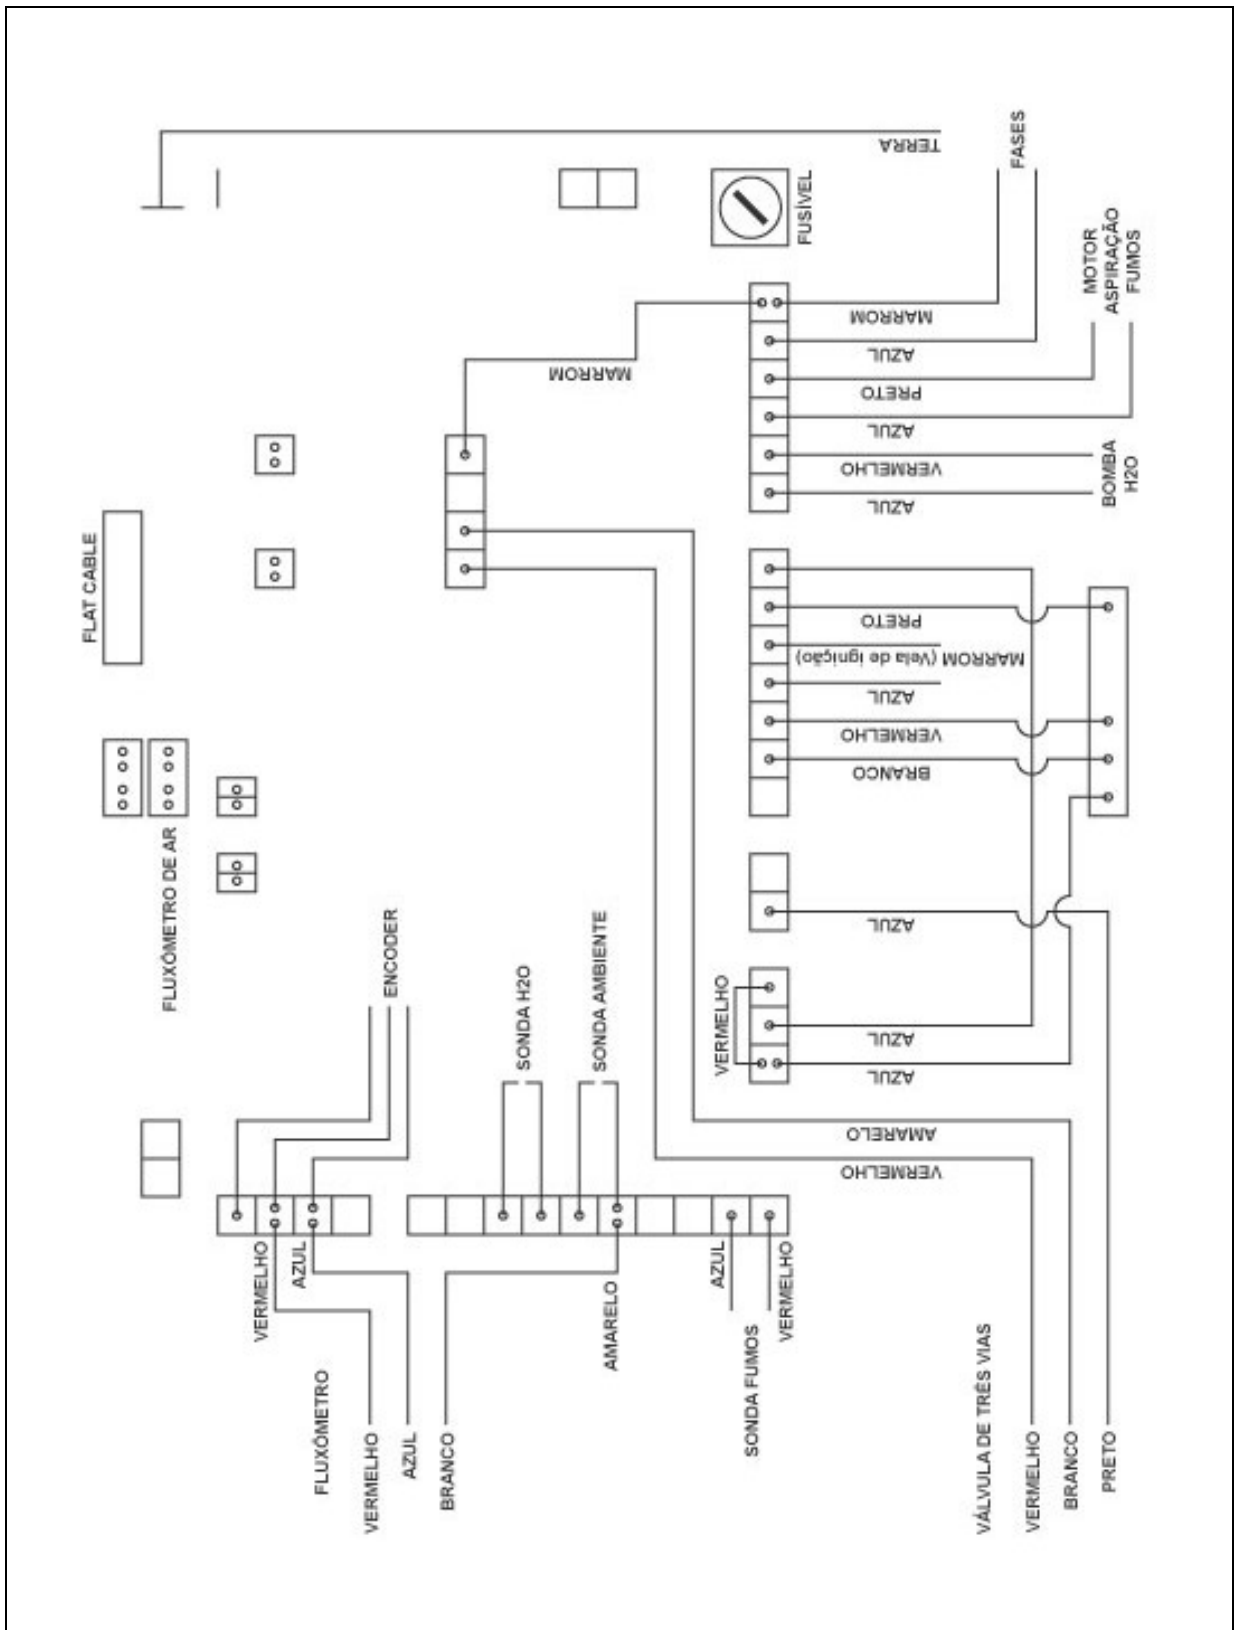 TERRA
FASES
FUSÍVEL
MOTOR
ASPIRAÇÃO
FUMOS
MARROM
MARROM
AZUL
PRETO
AZUL
VERMELHO
AZUL
BOMBA
H2O
FLAT CABLE
PRETO
MARROM (Vela de ignição)
AZUL
VERMELHO
BRANCO
FLUXÓMETRO DE AR
ENCODER
SONDA H2O
SONDA AMBIENTE
AZUL
VERMELHO
AZUL
AZUL
AMARELO
VERMELHO
VERMELHO
AZUL
AMARELO
AZUL
VERMELHO
FLUXÓMETRO
VERMELHO
AZUL
BRANCO
SONDA FUMOS
VÁLVULA DE TRÊS VIAS
VERMELHO
BRANCO
PRETO